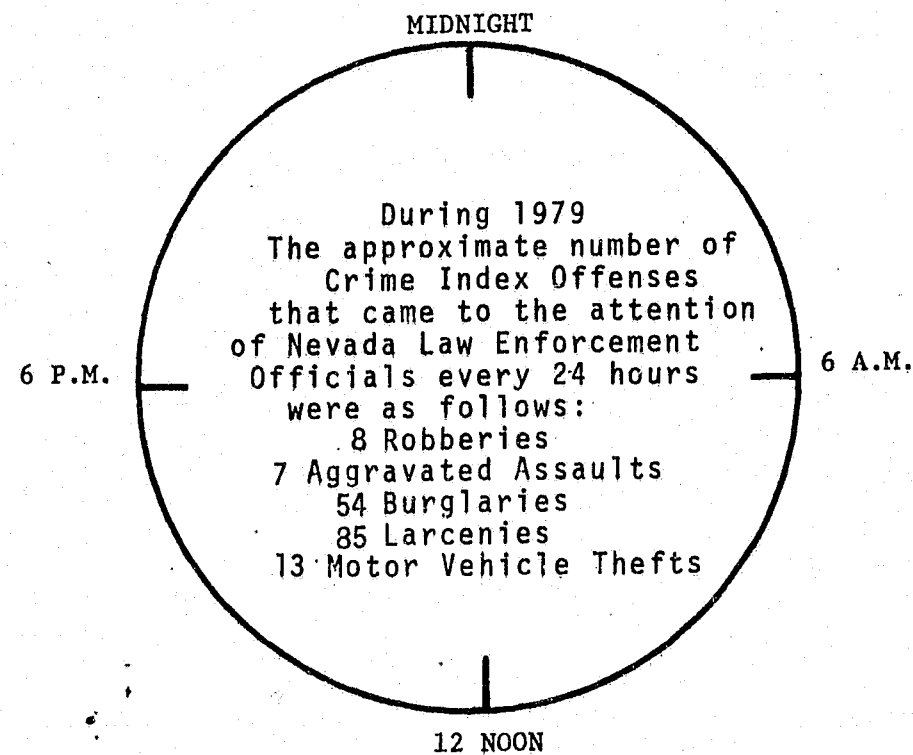 MIDNIGHT
During 1979
The approximate number of
Crime Index Offenses
that came to the attention
of Nevada Law Enforcement
6 P.M.
Officials every 24 hours
6 A.M.
were as follows:
8 Robberies
7 Aggravated Assaults
54 Burglaries
85 Larcenies
13 Motor Vehicle Thefts
12 NOON